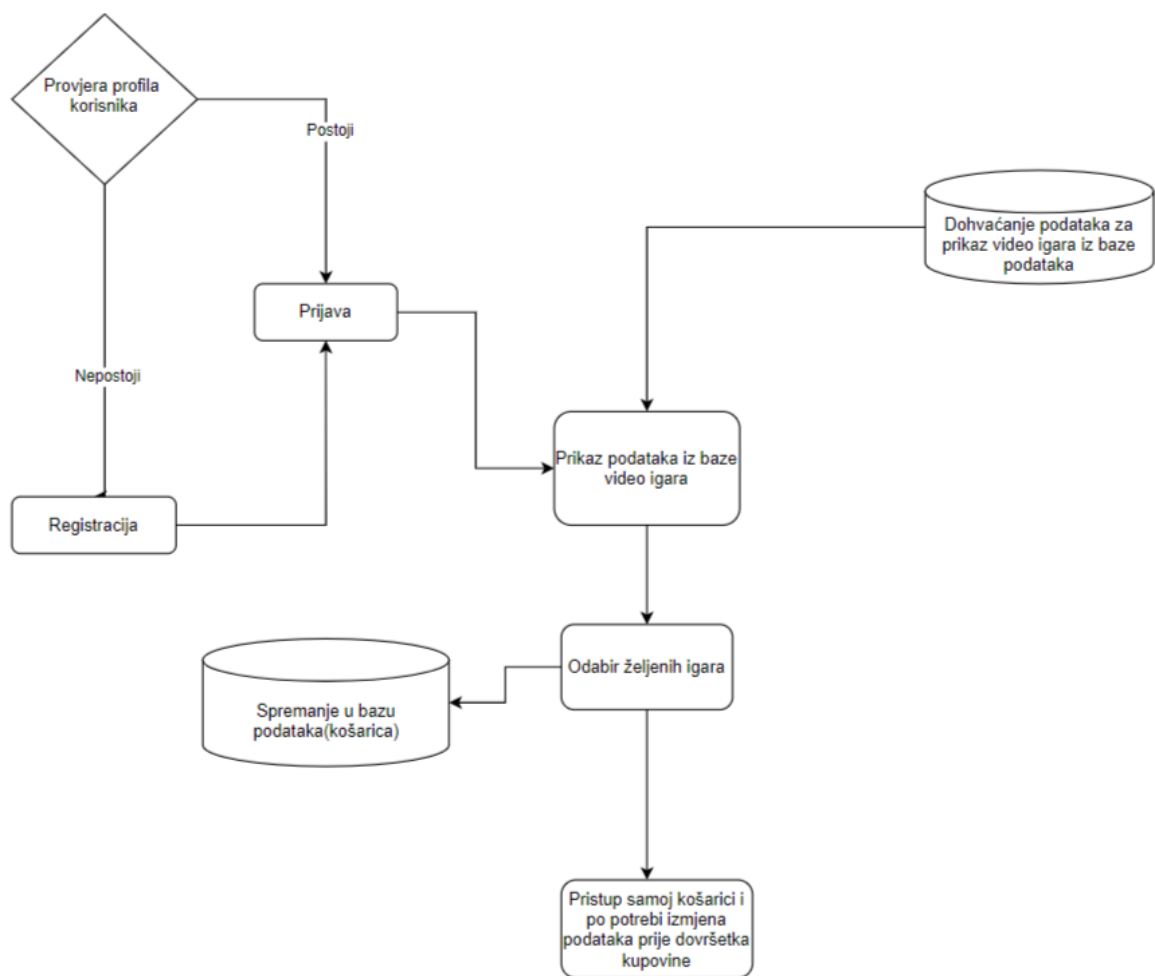 Provjera profila
korisnika
Postoji
Dohvaćanje podataka za
prikaz video igara iz baze
podataka
Prijava
Nepostoji
Prikaz podataka iz baze
video igara
Registracija
Odabir željenih igara
Spremanje u bazu
podataka(košarica)
Pristup samoj košarici i
po potrebi izmjena
podataka prije dovršetka
kupovine